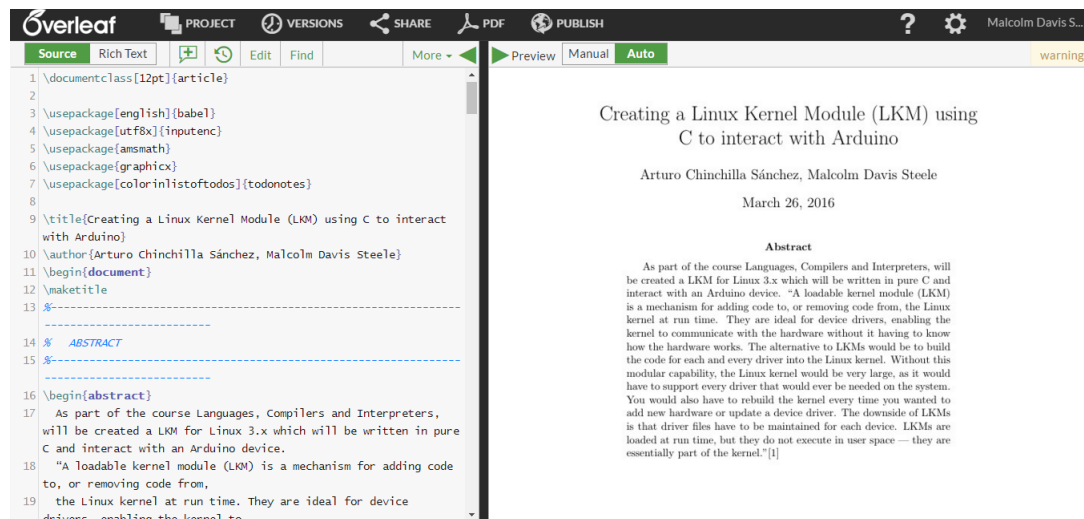 Overleaf PROJECT VERSIONS SHARE PDF PUBLISH ? Malcolm Davis S...
Source Rich Text Edit Find More
Preview Manual Auto warning
1 \documentclass[12pt]{article}
2
3 \usepackage[english]{babel}
4 \usepackage[utf8x]{inputenc}
5 \usepackage{amsmath}
6 \usepackage{graphicx}
7 \usepackage[colorinlistoftodos]{todonotes}
8
9 \title{Creating a Linux Kernel Module (LKM) using C to interact
with Arduino}
10 \author{Arturo Chinchilla Sánchez, Malcolm Davis Steele}
11 \begin{document}
12 \maketitle
13 %----------------------------------------------------------------
--------------------------
14 % ABSTRACT
15 %----------------------------------------------------------------
--------------------------
16 \begin{abstract}
17 As part of the course Languages, Compilers and Interpreters,
will be created a LKM for Linux 3.x which will be written in pure
C and interact with an Arduino device.
18 “A loadable kernel module (LKM) is a mechanism for adding code
to, or removing code from,
19 the Linux kernel at run time. They are ideal for device
drivers, enabling the kernel to
Creating a Linux Kernel Module (LKM) using
C to interact with Arduino
Arturo Chinchilla Sánchez, Malcolm Davis Steele
March 26, 2016
Abstract
As part of the course Languages, Compilers and Interpreters, will
be created a LKM for Linux 3.x which will be written in pure C and
interact with an Arduino device. “A loadable kernel module (LKM)
is a mechanism for adding code to, or removing code from, the Linux
kernel at run time. They are ideal for device drivers, enabling the
kernel to communicate with the hardware without it having to know
how the hardware works. The alternative to LKMs would be to build
the code for each and every driver into the Linux kernel. Without this
modular capability, the Linux kernel would be very large, as it would
have to support every driver that would ever be needed on the system.
You would also have to rebuild the kernel every time you wanted to
add new hardware or update a device driver. The downside of LKMs
is that driver files have to be maintained for each device. LKMs are
loaded at run time, but they do not execute in user space — they are
essentially part of the kernel.”[1]